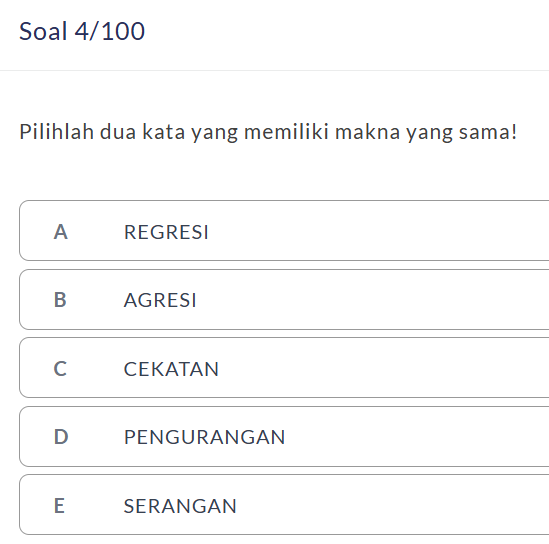 Soal 4/100
Pilihlah dua kata yang memiliki makna yang sama!
A REGRESI
B AGRESI
C CEKATAN
D PENGURANGAN
E SERANGAN